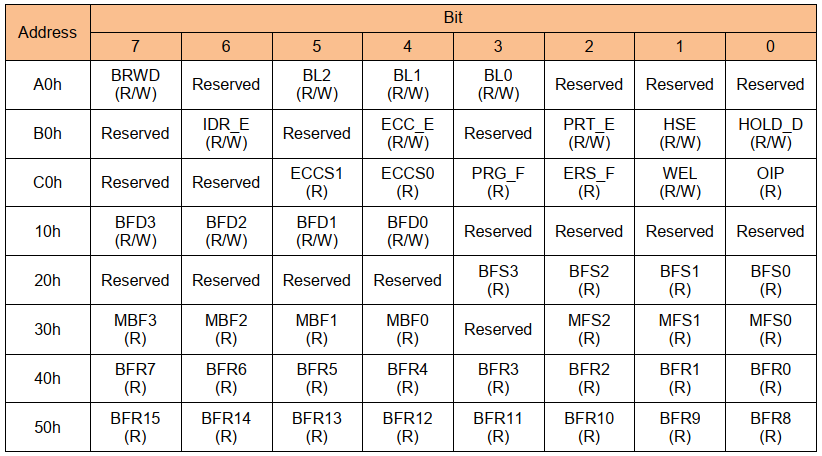 Address Bit
7 6 5 4 3 2 1 0
A0h BRWD (R/W) Reserved BL2 (R/W) BL1 (R/W) BL0 (R/W) Reserved Reserved Reserved
B0h Reserved IDR_E (R/W) Reserved ECC_E (R/W) Reserved PRT_E (R/W) HSE (R/W) HOLD_D (R/W)
C0h Reserved Reserved ECCS1 (R) ECCS0 (R) PRG_F (R) ERS_F (R) WEL (R/W) OIP (R)
10h BFD3 (R/W) BFD2 (R/W) BFD1 (R/W) BFD0 (R/W) Reserved Reserved Reserved Reserved
20h Reserved Reserved Reserved Reserved BFS3 (R) BFS2 (R) BFS1 (R) BFS0 (R)
30h MBF3 (R) MBF2 (R) MBF1 (R) MBF0 (R) Reserved MFS2 (R) MFS1 (R) MFS0 (R)
40h BFR7 (R) BFR6 (R) BFR5 (R) BFR4 (R) BFR3 (R) BFR2 (R) BFR1 (R) BFR0 (R)
50h BFR15 (R) BFR14 (R) BFR13 (R) BFR12 (R) BFR11 (R) BFR10 (R) BFR9 (R) BFR8 (R)